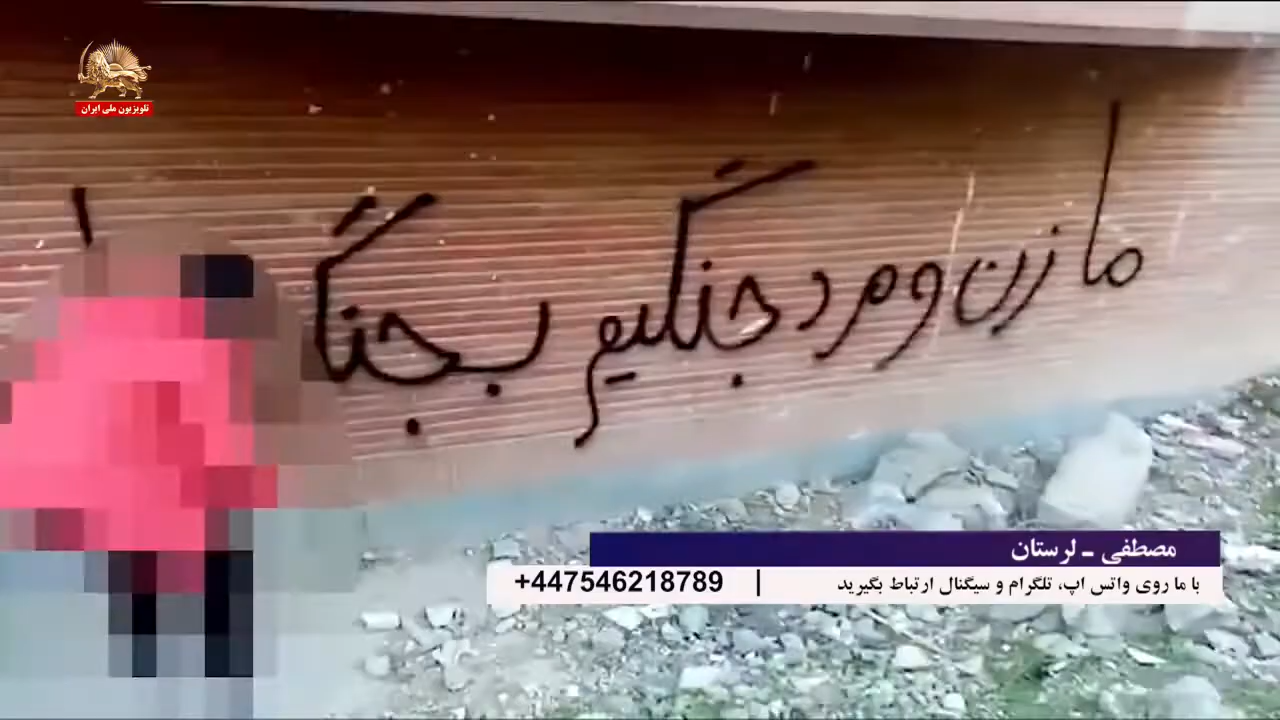 تلویزیون ملی ایران
ما زن و مرد جنگیم بجنگ
مصطفی ـ لرستان
با ما روی واتس اپ، تلگرام و سیگنال ارتباط بگیرید | +447546218789